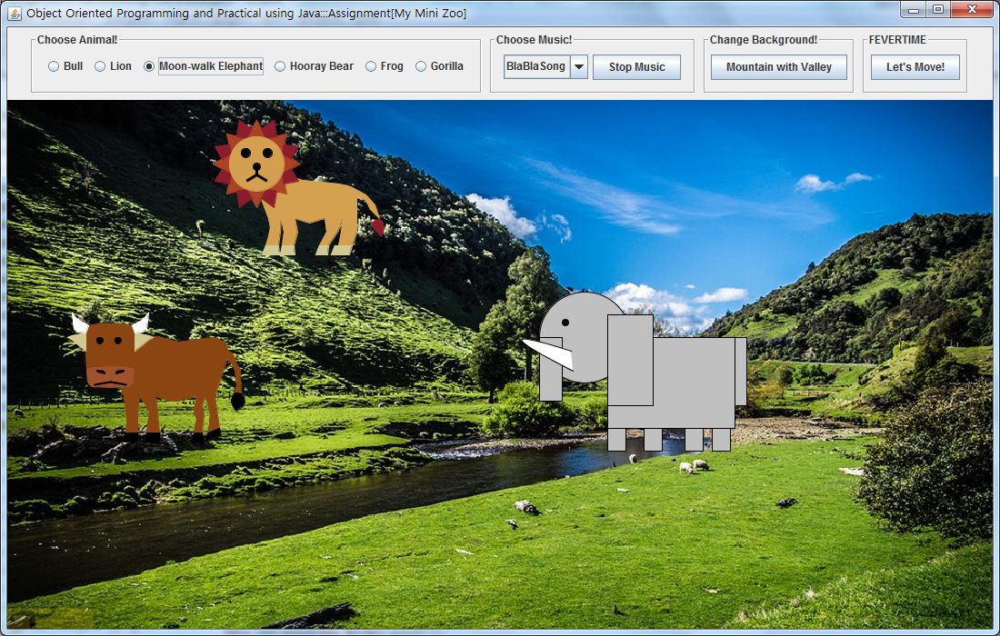 Object Oriented Programming and Practical using Java:::Assignment[My Mini Zoo]
Choose Animal!
Bull Lion Moon-walk Elephant Hooray Bear Frog Gorilla
Choose Music!
BlaBlaSong Stop Music
Change Background!
Mountain with Valley
FEVERTIME
Let's Move!